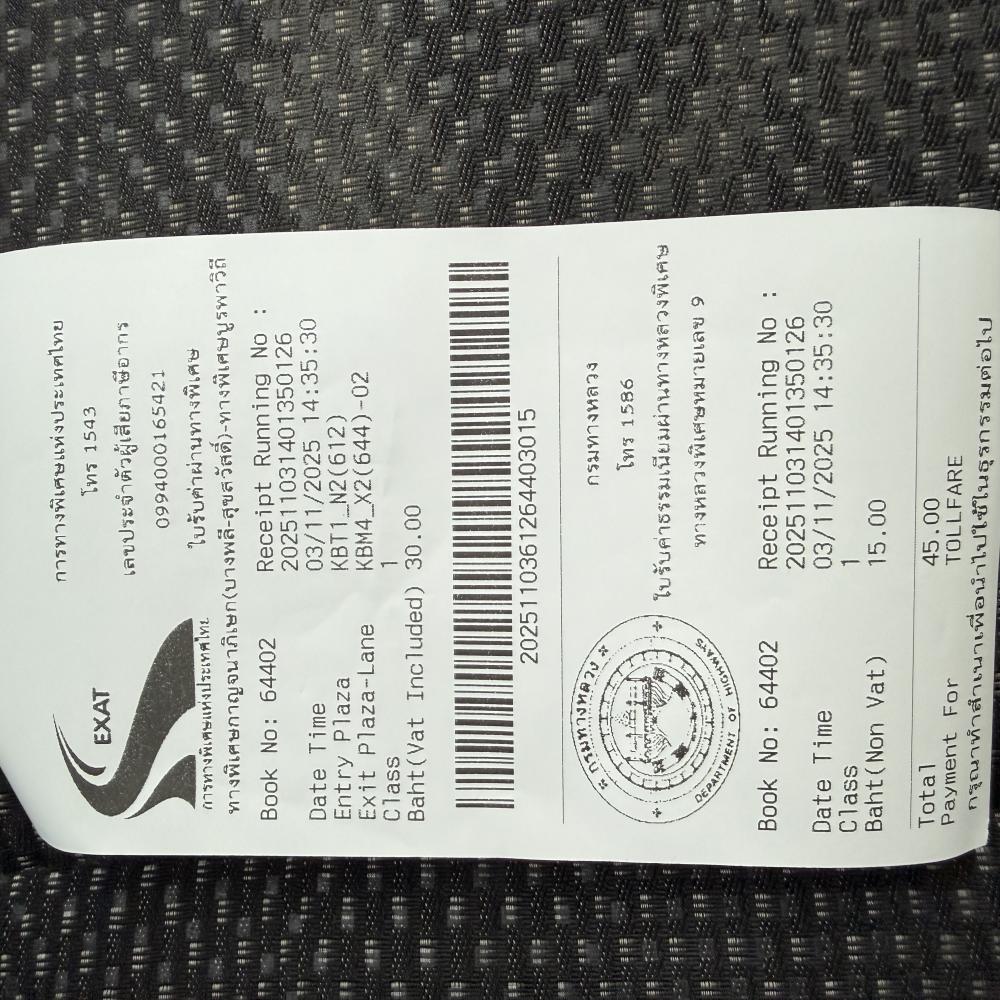 EXAT
การทางพิเศษแห่งประเทศไทย
การทางพิเศษแห่งประเทศไทย
โทร 1543
เลขประจำตัวผู้เสียภาษีอากร
0994000165421
ใบรับค่าผ่านทางพิเศษ
ทางพิเศษกาญจนาภิเษก(บางพลี-สุขสวัสดิ์)-ทางพิเศษบูรพาวิถี
Book No: 64402 Receipt Running No :
20251103140135​0126
Date Time 03/11/2025 14:35:30
Entry Plaza KBT1_N2(612)
Exit Plaza-Lane KBM4_X2(644)-02
Class 1
Baht(Vat Included) 30.00
2025110361264403015
กรมทางหลวง
DEPARTMENT OF HIGHWAYS
กรมทางหลวง
โทร 1586
ใบรับค่าธรรมเนียมผ่านทางหลวงพิเศษ
ทางหลวงพิเศษหมายเลข 9
Book No: 64402 Receipt Running No :
202511031401350126
Date Time 03/11/2025 14:35:30
Class 1
Baht(Non Vat) 15.00
Total 45.00
Payment For TOLLFARE
กรุณาทำสำเนาเพื่อนำไปใช้ในธุรกรรมต่อไป